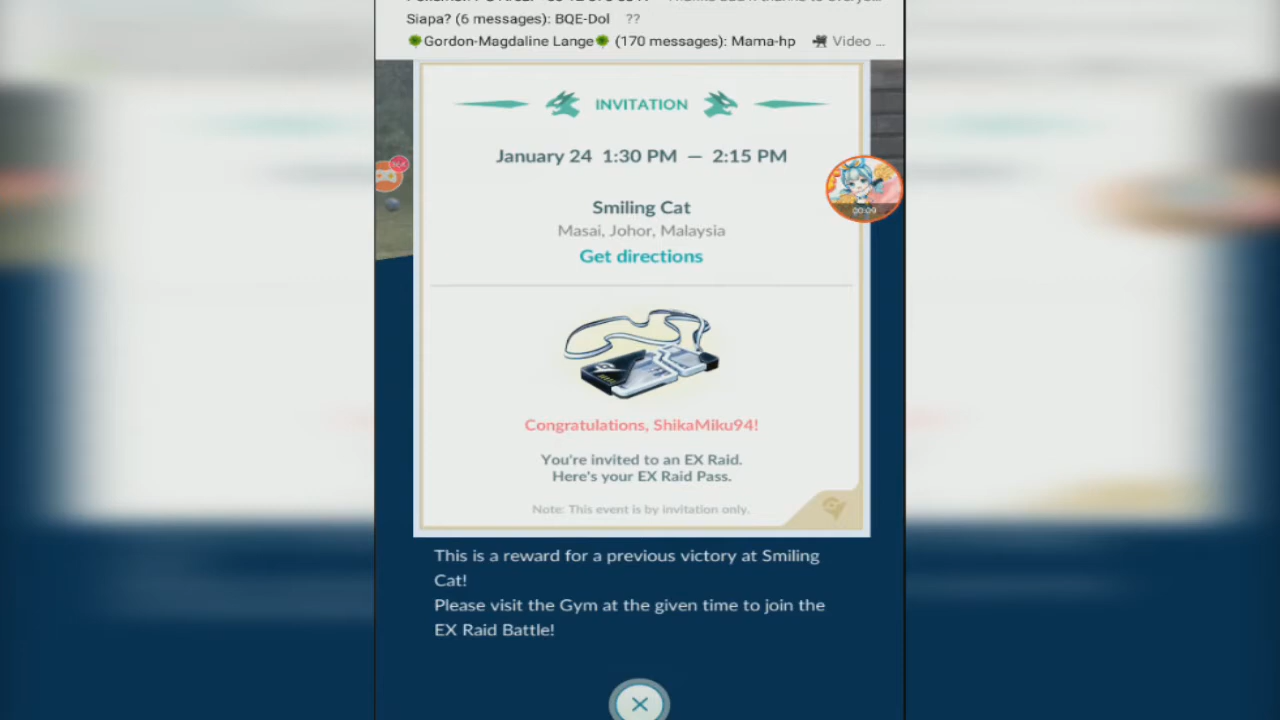 Siapa? (6 messages): BQE-Dol ??
Gordon-Magdaline Lange (170 messages): Mama-hp Video ...
INVITATION
January 24 1:30 PM — 2:15 PM
00:09
Smiling Cat
Masai, Johor, Malaysia
Get directions
Congratulations, ShikaMiku94!
You're invited to an EX Raid.
Here's your EX Raid Pass.
Note: This event is by invitation only.
This is a reward for a previous victory at Smiling
Cat!
Please visit the Gym at the given time to join the
EX Raid Battle!